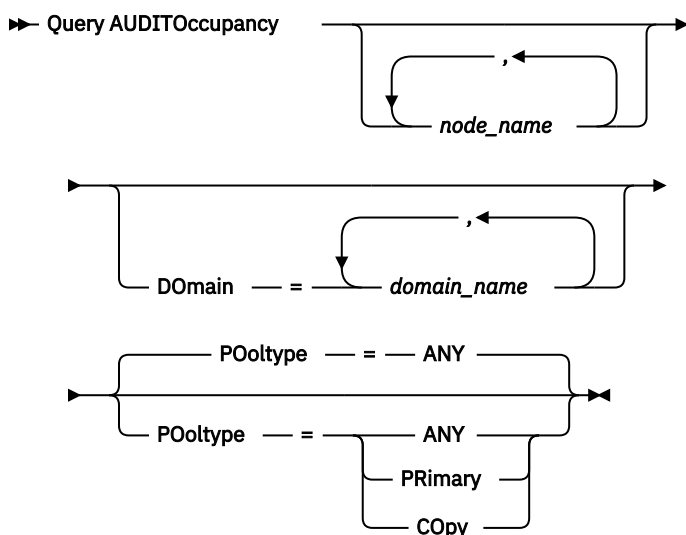 Query AUDITOccupancy
,
node_name
,
DOmain = domain_name
POoltype = ANY
POoltype = ANY
PRimary
COpy